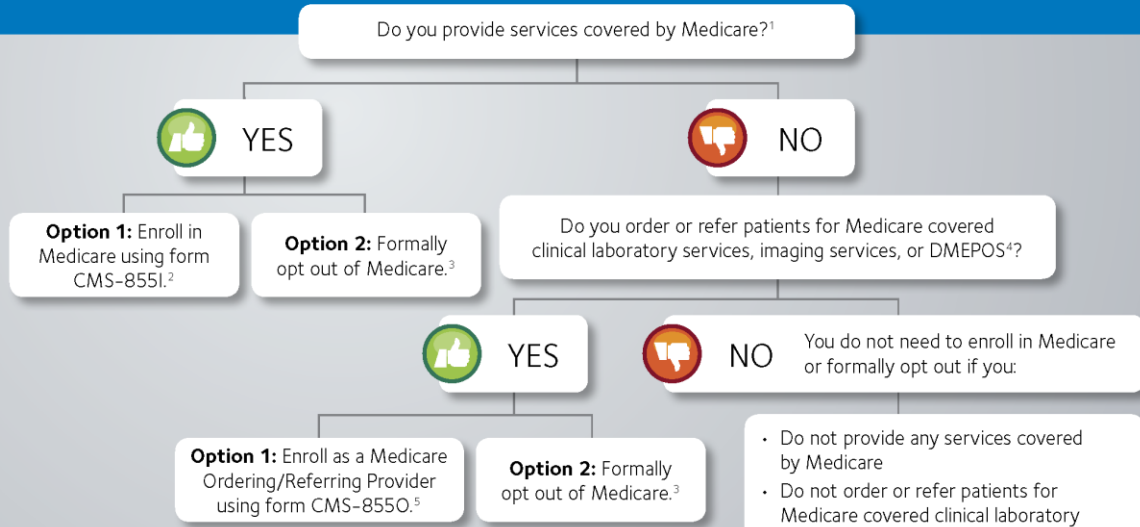 Do you provide services covered by Medicare?¹
YES
NO
Option 1: Enroll in
Medicare using form
CMS-855I.²
Option 2: Formally
opt out of Medicare.³
Do you order or refer patients for Medicare covered
clinical laboratory services, imaging services, or DMEPOS⁴?
YES
NO
You do not need to enroll in Medicare
or formally opt out if you:
Option 1: Enroll as a Medicare
Ordering/Referring Provider
using form CMS-855O.⁵
Option 2: Formally
opt out of Medicare.³
• Do not provide any services covered
by Medicare
• Do not order or refer patients for
Medicare covered clinical laboratory